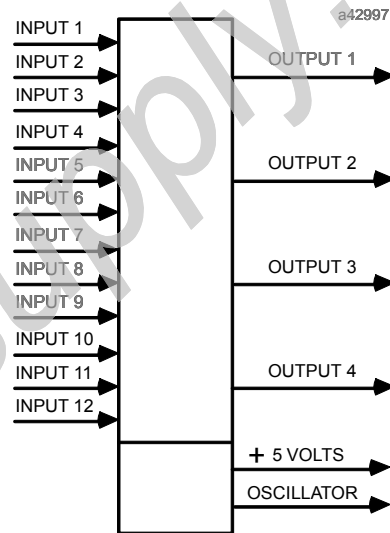 a42997
INPUT 1
INPUT 2
INPUT 3
INPUT 4
INPUT 5
INPUT 6
INPUT 7
INPUT 8
INPUT 9
INPUT 10
INPUT 11
INPUT 12
OUTPUT 1
OUTPUT 2
OUTPUT 3
OUTPUT 4
+ 5 VOLTS
OSCILLATOR
supply.